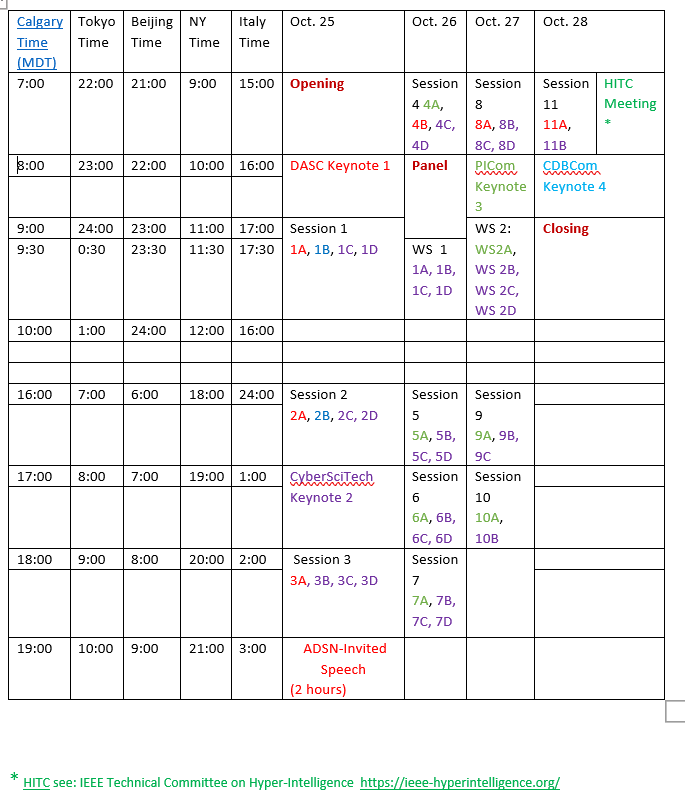 Calgary Time (MDT) Tokyo Time Beijing Time NY Time Italy Time Oct. 25 Oct. 26 Oct. 27 Oct. 28
7:00 22:00 21:00 9:00 15:00 Opening Session 4 4A, 4B, 4C, 4D Session 8 8A, 8B, 8C, 8D Session 11 11A, 11B HITC Meeting *
8:00 23:00 22:00 10:00 16:00 DASC Keynote 1 Panel PICom Keynote 3 CDBCom Keynote 4
9:00 24:00 23:00 11:00 17:00 Session 1 WS 2: Closing
9:30 0:30 23:30 11:30 17:30 1A, 1B, 1C, 1D WS 1 1A, 1B, 1C, 1D WS2A, WS 2B, WS 2C, WS 2D
10:00 1:00 24:00 12:00 16:00
16:00 7:00 6:00 18:00 24:00 Session 2 2A, 2B, 2C, 2D Session 5 5A, 5B, 5C, 5D Session 9 9A, 9B, 9C
17:00 8:00 7:00 19:00 1:00 CyberSciTech Keynote 2 Session 6 6A, 6B, 6C, 6D Session 10 10A, 10B
18:00 9:00 8:00 20:00 2:00 Session 3 3A, 3B, 3C, 3D Session 7 7A, 7B, 7C, 7D
19:00 10:00 9:00 21:00 3:00 ADSN-Invited Speech (2 hours)
* HITC see: IEEE Technical Committee on Hyper-Intelligence https://ieee-hyperintelligence.org/